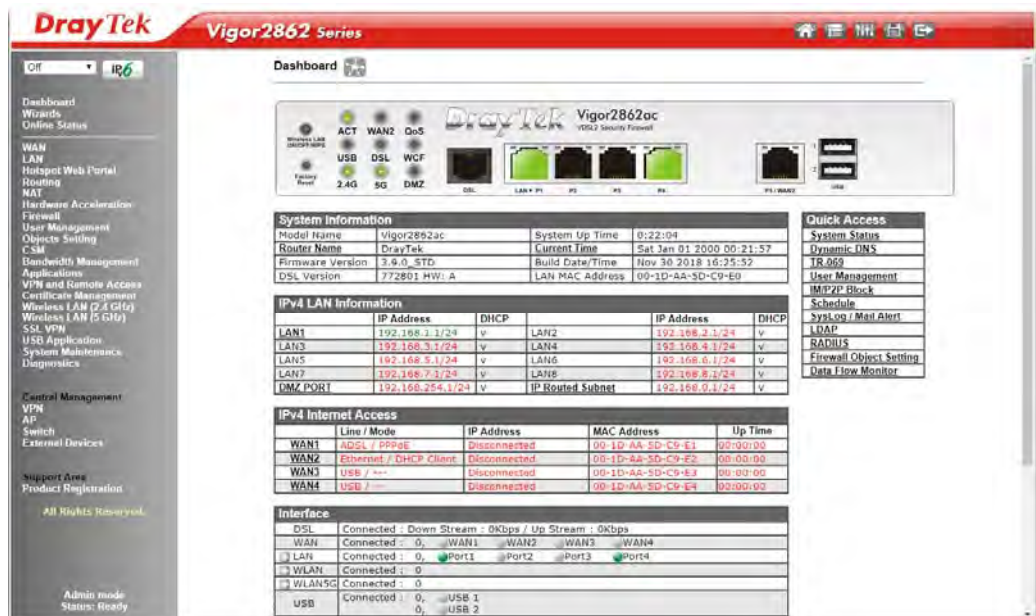 DrayTek Vigor2862 Series
Off IPv6
Dashboard
Wizards
Online Status
WAN
LAN
Hotspot Web Portal
Routing
NAT
Hardware Acceleration
Firewall
User Management
Objects Setting
CSM
Bandwidth Management
Applications
VPN and Remote Access
Certificate Management
Wireless LAN (2.4 GHz)
Wireless LAN (5 GHz)
SSL VPN
USB Application
System Maintenance
Diagnostics
Central Management
VPN
AP
Switch
External Devices
Support Area
Product Registration
All Rights Reserved.
Admin mode
Status: Ready
Dashboard
DrayTek Vigor2862ac
VDSL2 Security Firewall
Wireless LAN
ON/OFF/WPS
Factory
Reset
ACT WAN2 QoS
USB DSL WCF
2.4G 5G DMZ
DSL LAN P1 P2 P3 P4 P5 / WAN2 1 2 USB
System Information
Model Name Vigor2862ac System Up Time 0:22:04
Router Name DrayTek Current Time Sat Jan 01 2000 00:21:57
Firmware Version 3.9.0_STD Build Date/Time Nov 30 2018 16:25:52
DSL Version 772801 HW: A LAN MAC Address 00-1D-AA-5D-C9-E0
IPv4 LAN Information
IP Address DHCP IP Address DHCP
LAN1 192.168.1.1/24 v LAN2 192.168.2.1/24 v
LAN3 192.168.3.1/24 v LAN4 192.168.4.1/24 v
LAN5 192.168.5.1/24 v LAN6 192.168.6.1/24 v
LAN7 192.168.7.1/24 v LAN8 192.168.8.1/24 v
DMZ PORT 192.168.254.1/24 v IP Routed Subnet 192.168.0.1/24 v
IPv4 Internet Access
Line / Mode IP Address MAC Address Up Time
WAN1 ADSL / PPPoE Disconnected 00-1D-AA-5D-C9-E1 00:00:00
WAN2 Ethernet / DHCP Client Disconnected 00-1D-AA-5D-C9-E2 00:00:00
WAN3 USB / --- Disconnected 00-1D-AA-5D-C9-E3 00:00:00
WAN4 USB / --- Disconnected 00-1D-AA-5D-C9-E4 00:00:00
Interface
DSL Connected : Down Stream : 0Kbps / Up Stream : 0Kbps
WAN Connected : 0, WAN1 WAN2 WAN3 WAN4
LAN Connected : 0, Port1 Port2 Port3 Port4
WLAN Connected : 0
WLAN5G Connected : 0
USB Connected : 0, USB 1
0, USB 2
Quick Access
System Status
Dynamic DNS
TR-069
User Management
IM/P2P Block
Schedule
SysLog / Mail Alert
LDAP
RADIUS
Firewall Object Setting
Data Flow Monitor